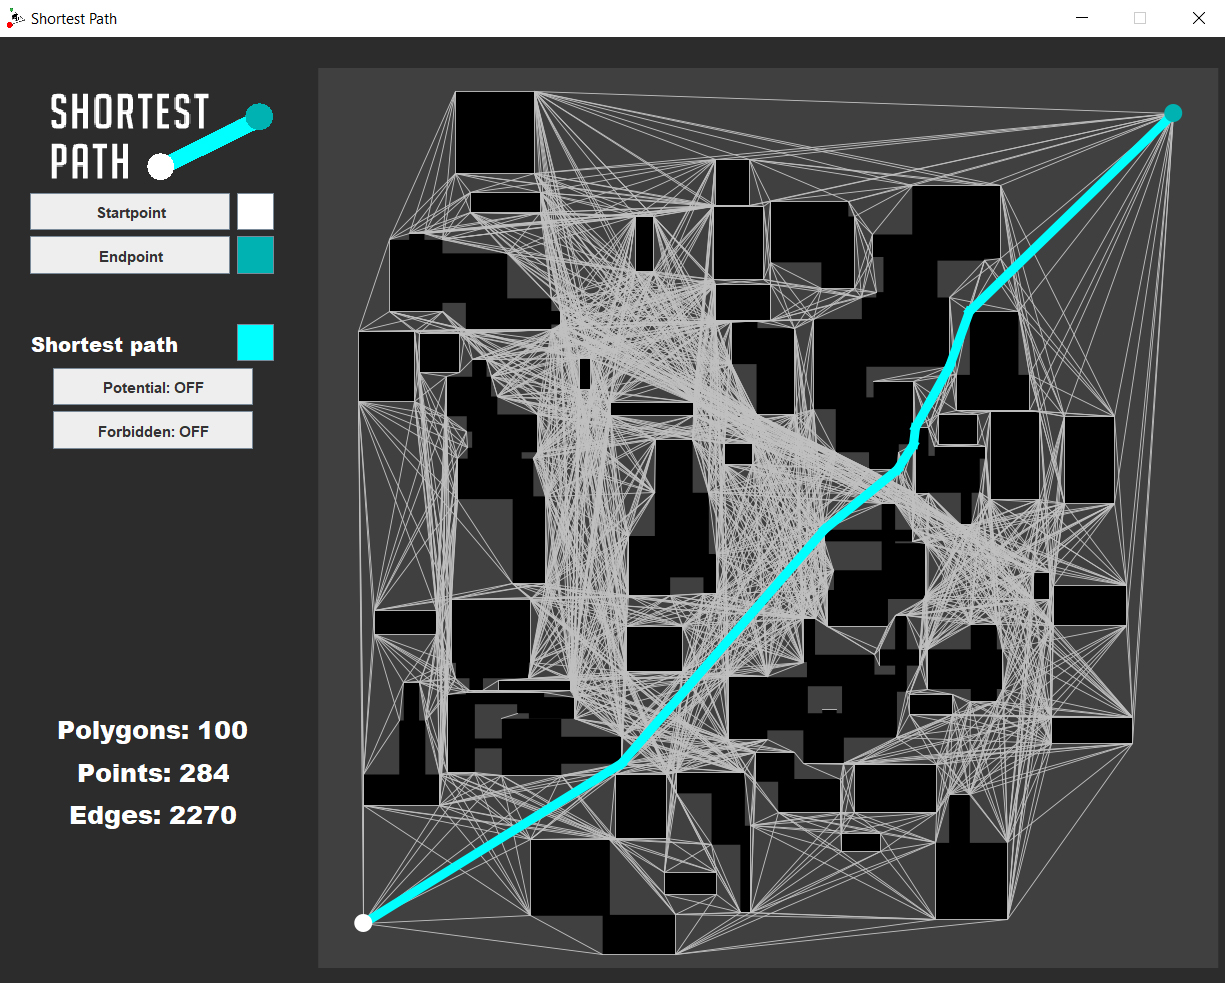 Shortest Path
SHORTEST
PATH
Startpoint
Endpoint
Shortest path
Potential: OFF
Forbidden: OFF
Polygons: 100
Points: 284
Edges: 2270